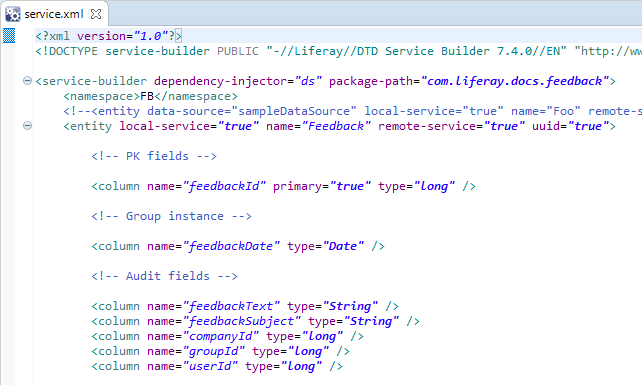 service.xml
<?xml version="1.0"?>
<!DOCTYPE service-builder PUBLIC "-//Liferay//DTD Service Builder 7.4.0//EN" "http://ww
<service-builder dependency-injector="ds" package-path="com.liferay.docs.feedback">
<namespace>FB</namespace>
<!--<entity data-source="sampleDataSource" local-service="true" name="Foo" remote-s
<entity local-service="true" name="Feedback" remote-service="true" uuid="true">
<!-- PK fields -->
<column name="feedbackId" primary="true" type="long" />
<!-- Group instance -->
<column name="feedbackDate" type="Date" />
<!-- Audit fields -->
<column name="feedbackText" type="String" />
<column name="feedbackSubject" type="String" />
<column name="companyId" type="long" />
<column name="groupId" type="long" />
<column name="userId" type="long" />